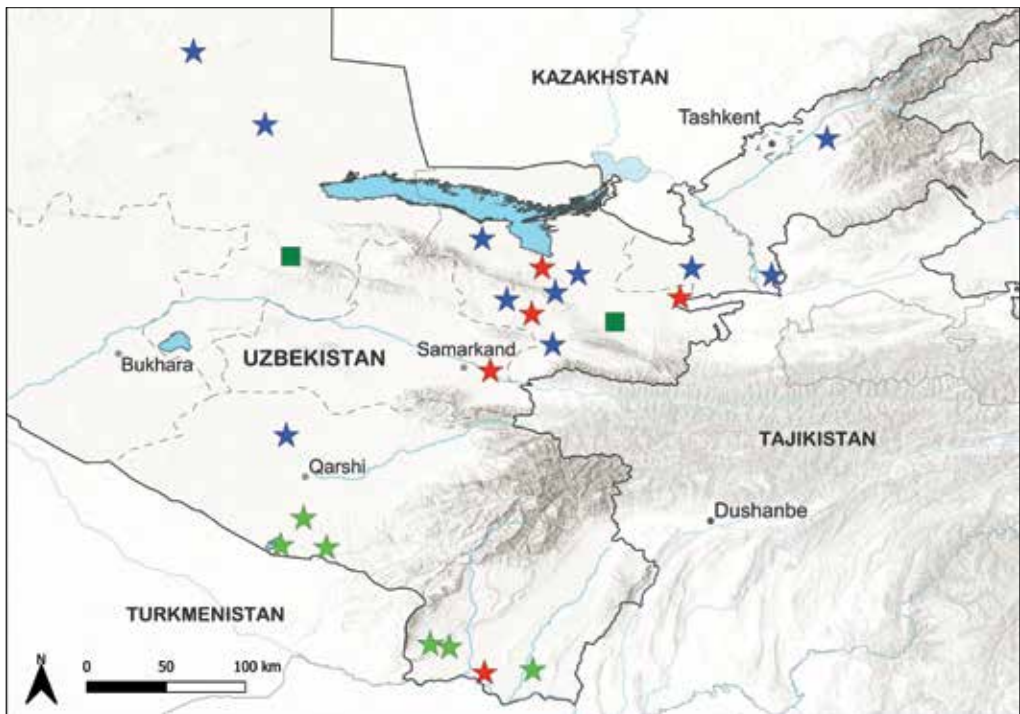 KAZAKHSTAN
Tashkent
UZBEKISTAN
Samarkand
Bukhara
TAJIKISTAN
Qarshi
Dushanbe
TURKMENISTAN
N
0 50 100 km